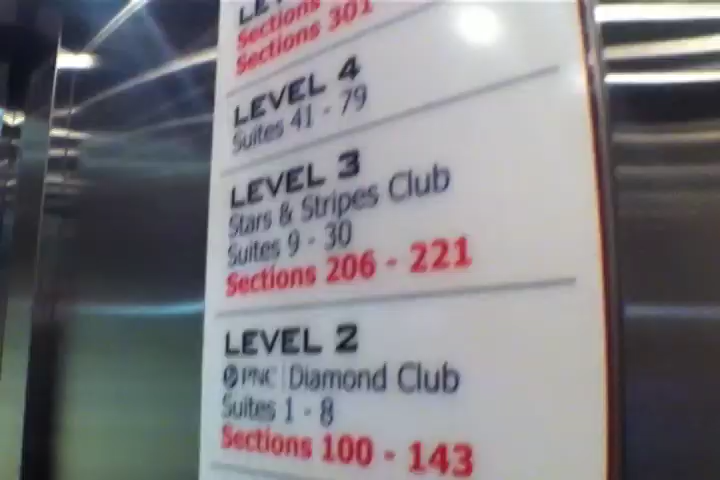 Sections
Sections 301
LEVEL 4
Suites 41 - 79
LEVEL 3
Stars & Stripes Club
Suites 9 - 30
Sections 206 - 221
LEVEL 2
PNC | Diamond Club
Suites 1 - 8
Sections 100 - 143